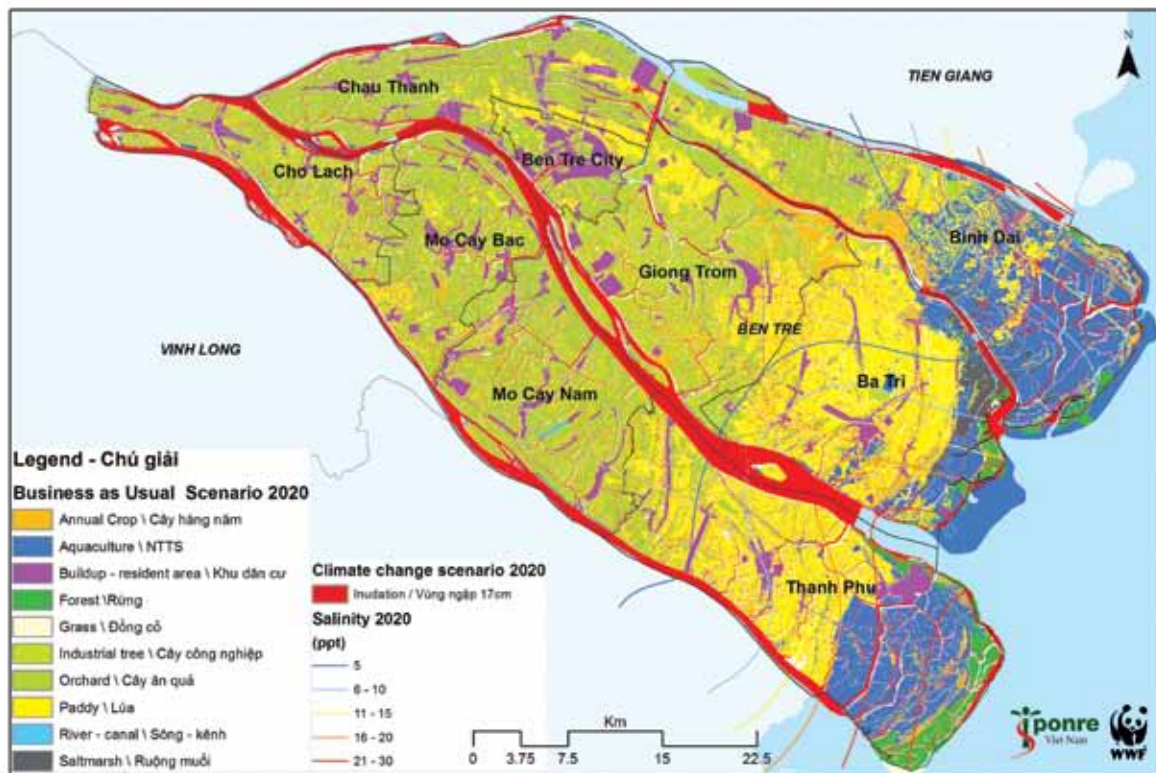 N
TIEN GIANG
Chau Thanh
Ben Tre City
Cho Lach
Mo Cay Bac
Binh Dai
Giong Trom
BEN TRE
VINH LONG
Ba Tri
Mo Cay Nam
Thanh Phu
Legend - Chú giải
Business as Usual Scenario 2020
Annual Crop \ Cây hàng năm
Aquaculture \ NTTS
Buildup - resident area \ Khu dân cư
Forest \Rừng
Grass \ Đồng cỏ
Industrial tree \ Cây công nghiệp
Orchard \ Cây ăn quả
Paddy \ Lúa
River - canal \ Sông - kênh
Saltmarsh \ Ruộng muối
Climate change scenario 2020
Inudation / Vùng ngập 17cm
Salinity 2020
(ppt)
5
6 - 10
11 - 15
16 - 20
21 - 30
Km
0 3.75 7.5 15 22.5
iponre
Viet Nam
WWF